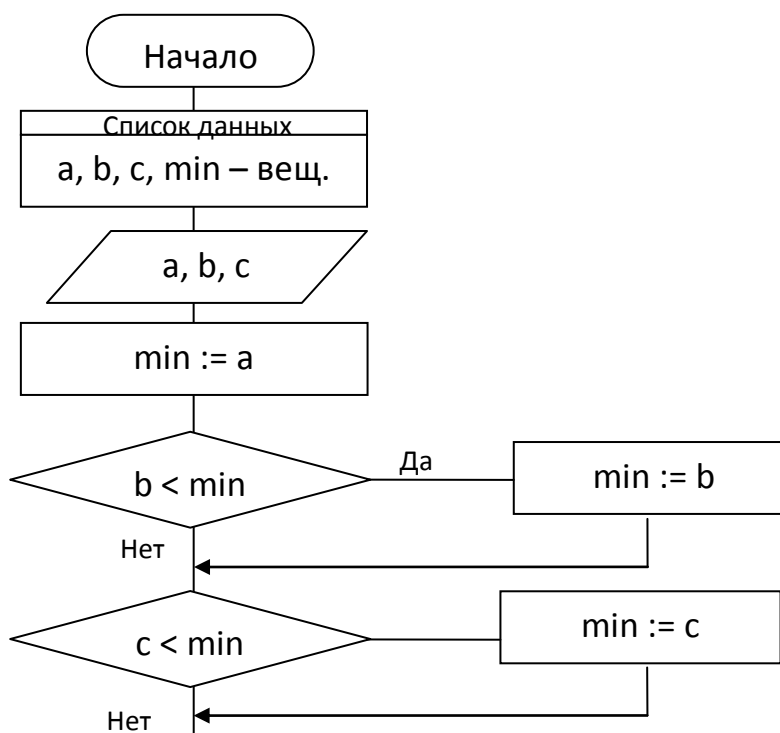 Начало
Список данных
a, b, c, min – вещ.
a, b, c
min := a
b < min
Да
min := b
Нет
c < min
min := c
Нет